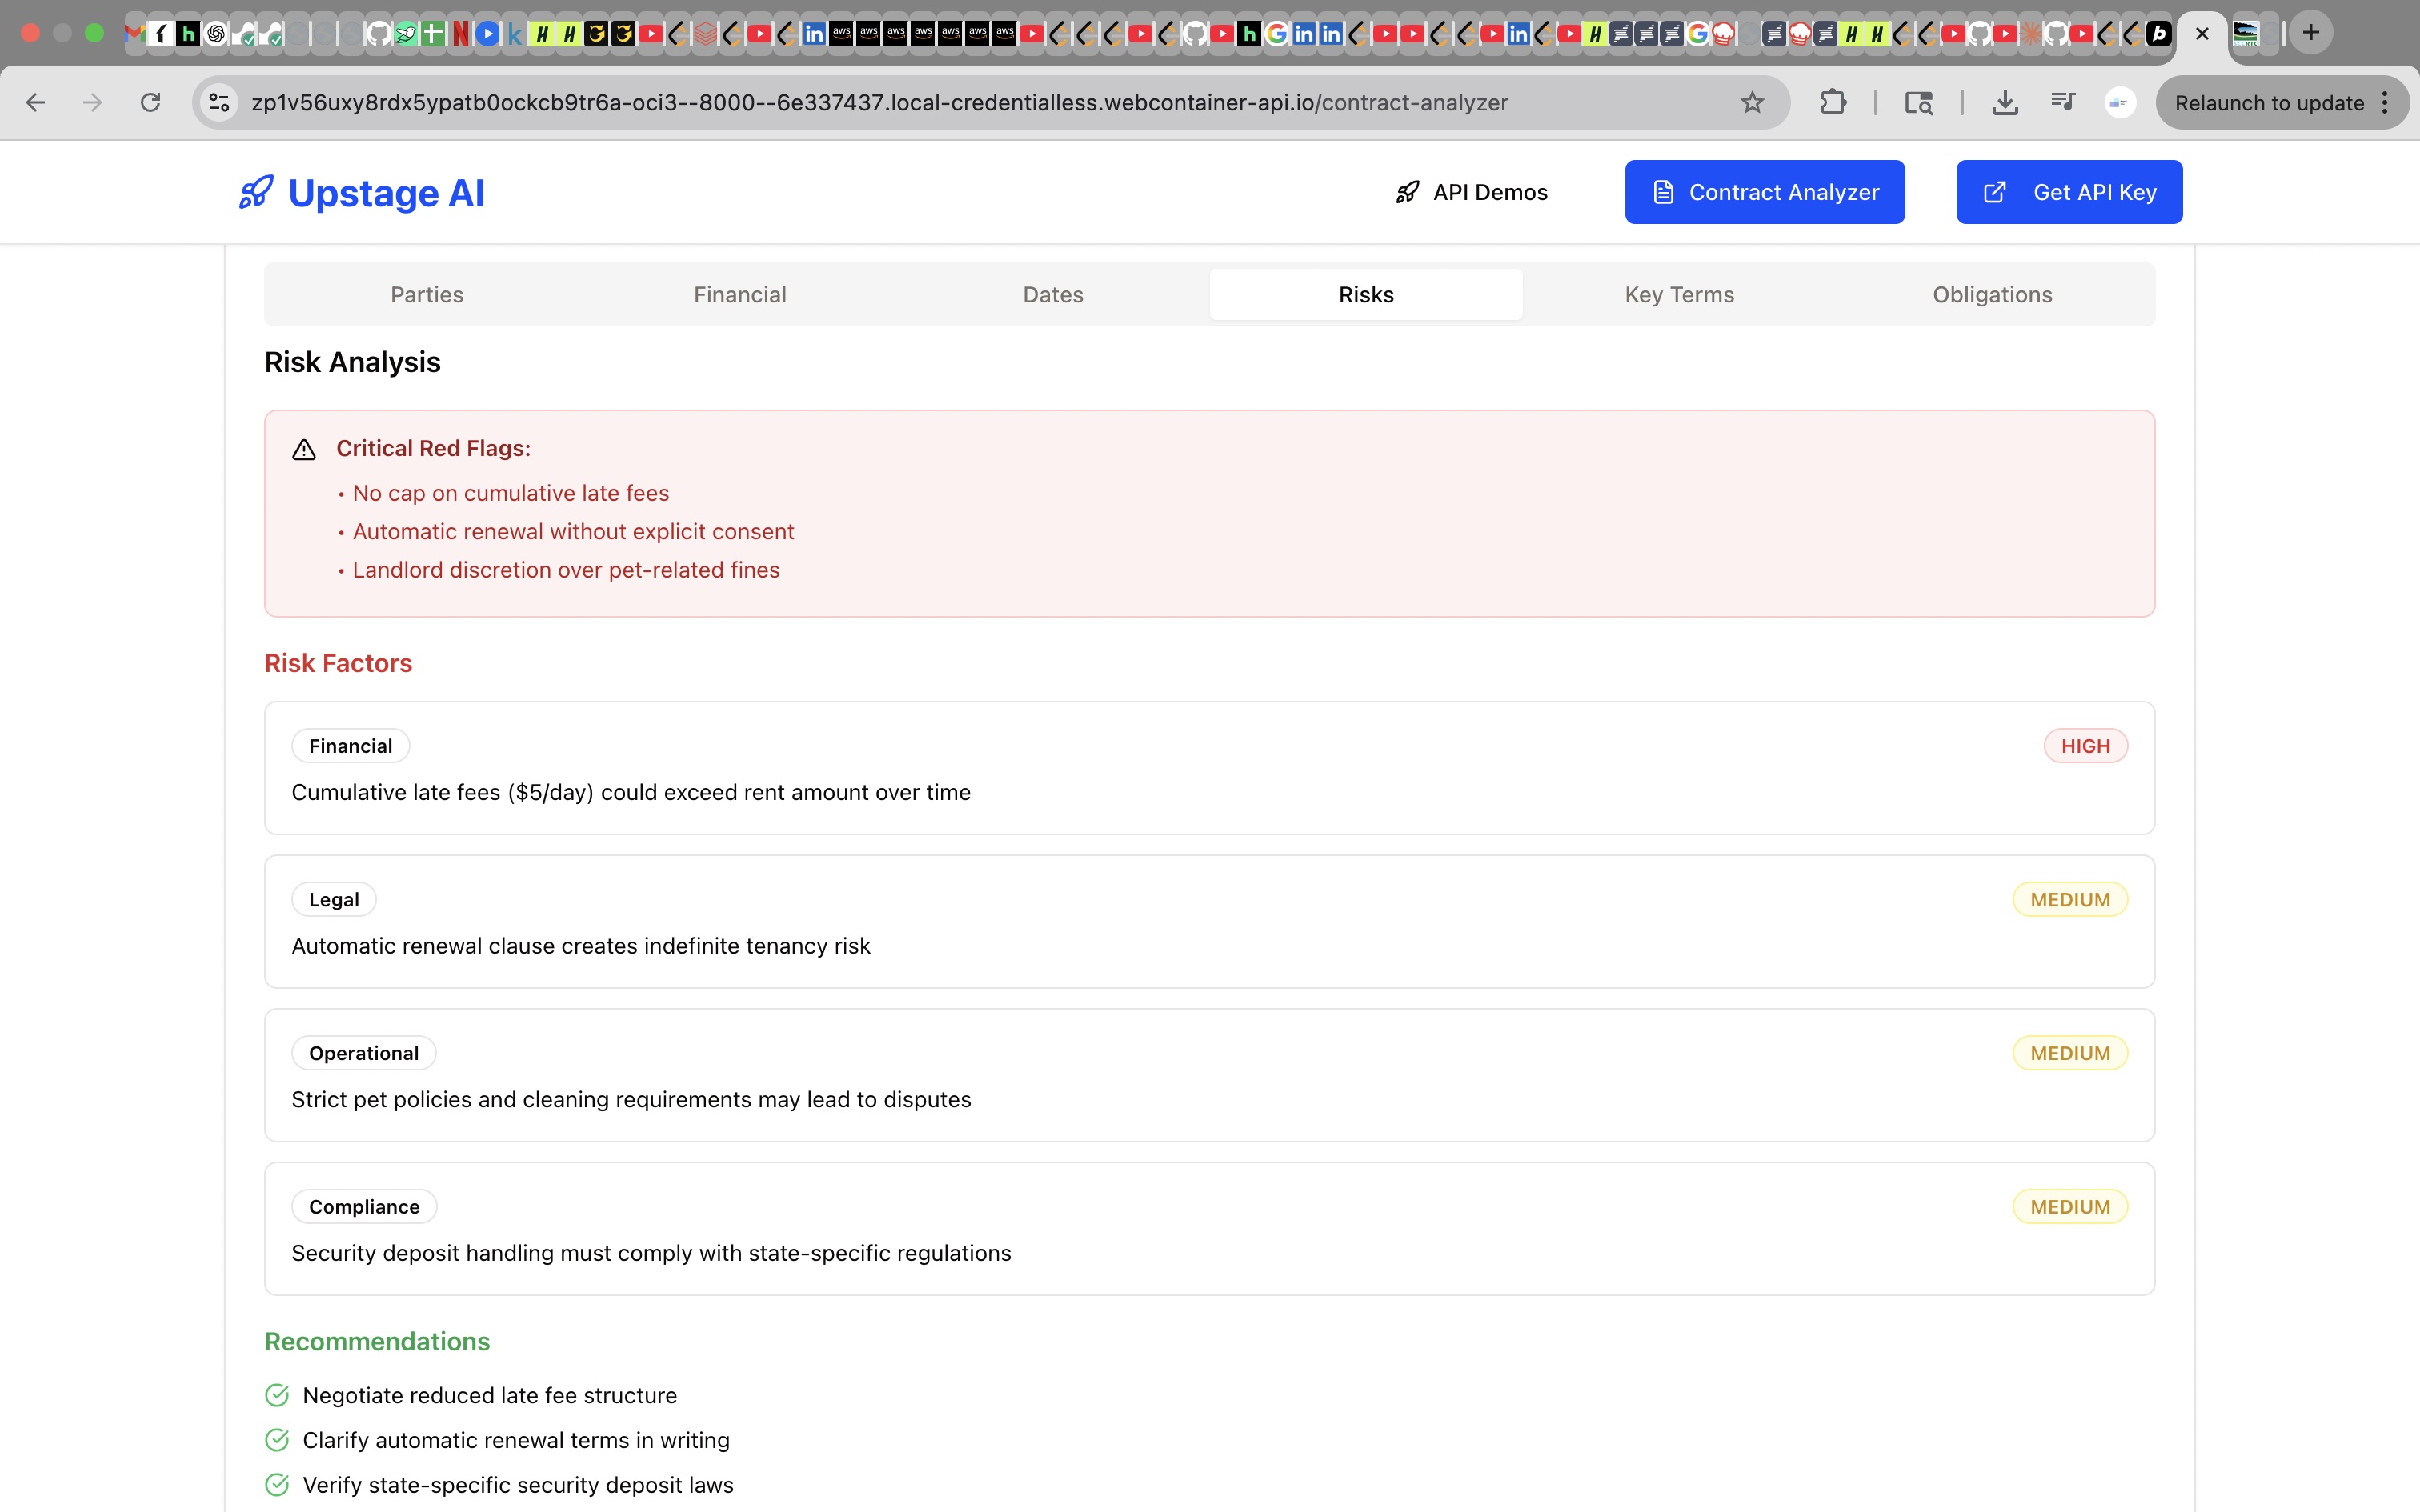 zp1v56uxy8rdx5ypatb0ockcb9tr6a-oci3--8000--6e337437.local-credentialless.webcontainer-api.io/contract-analyzer
Relaunch to update
Upstage AI
API Demos
Contract Analyzer
Get API Key
Parties
Financial
Dates
Risks
Key Terms
Obligations
Risk Analysis
Critical Red Flags:
• No cap on cumulative late fees
• Automatic renewal without explicit consent
• Landlord discretion over pet-related fines
Risk Factors
Financial
HIGH
Cumulative late fees ($5/day) could exceed rent amount over time
Legal
MEDIUM
Automatic renewal clause creates indefinite tenancy risk
Operational
MEDIUM
Strict pet policies and cleaning requirements may lead to disputes
Compliance
MEDIUM
Security deposit handling must comply with state-specific regulations
Recommendations
Negotiate reduced late fee structure
Clarify automatic renewal terms in writing
Verify state-specific security deposit laws